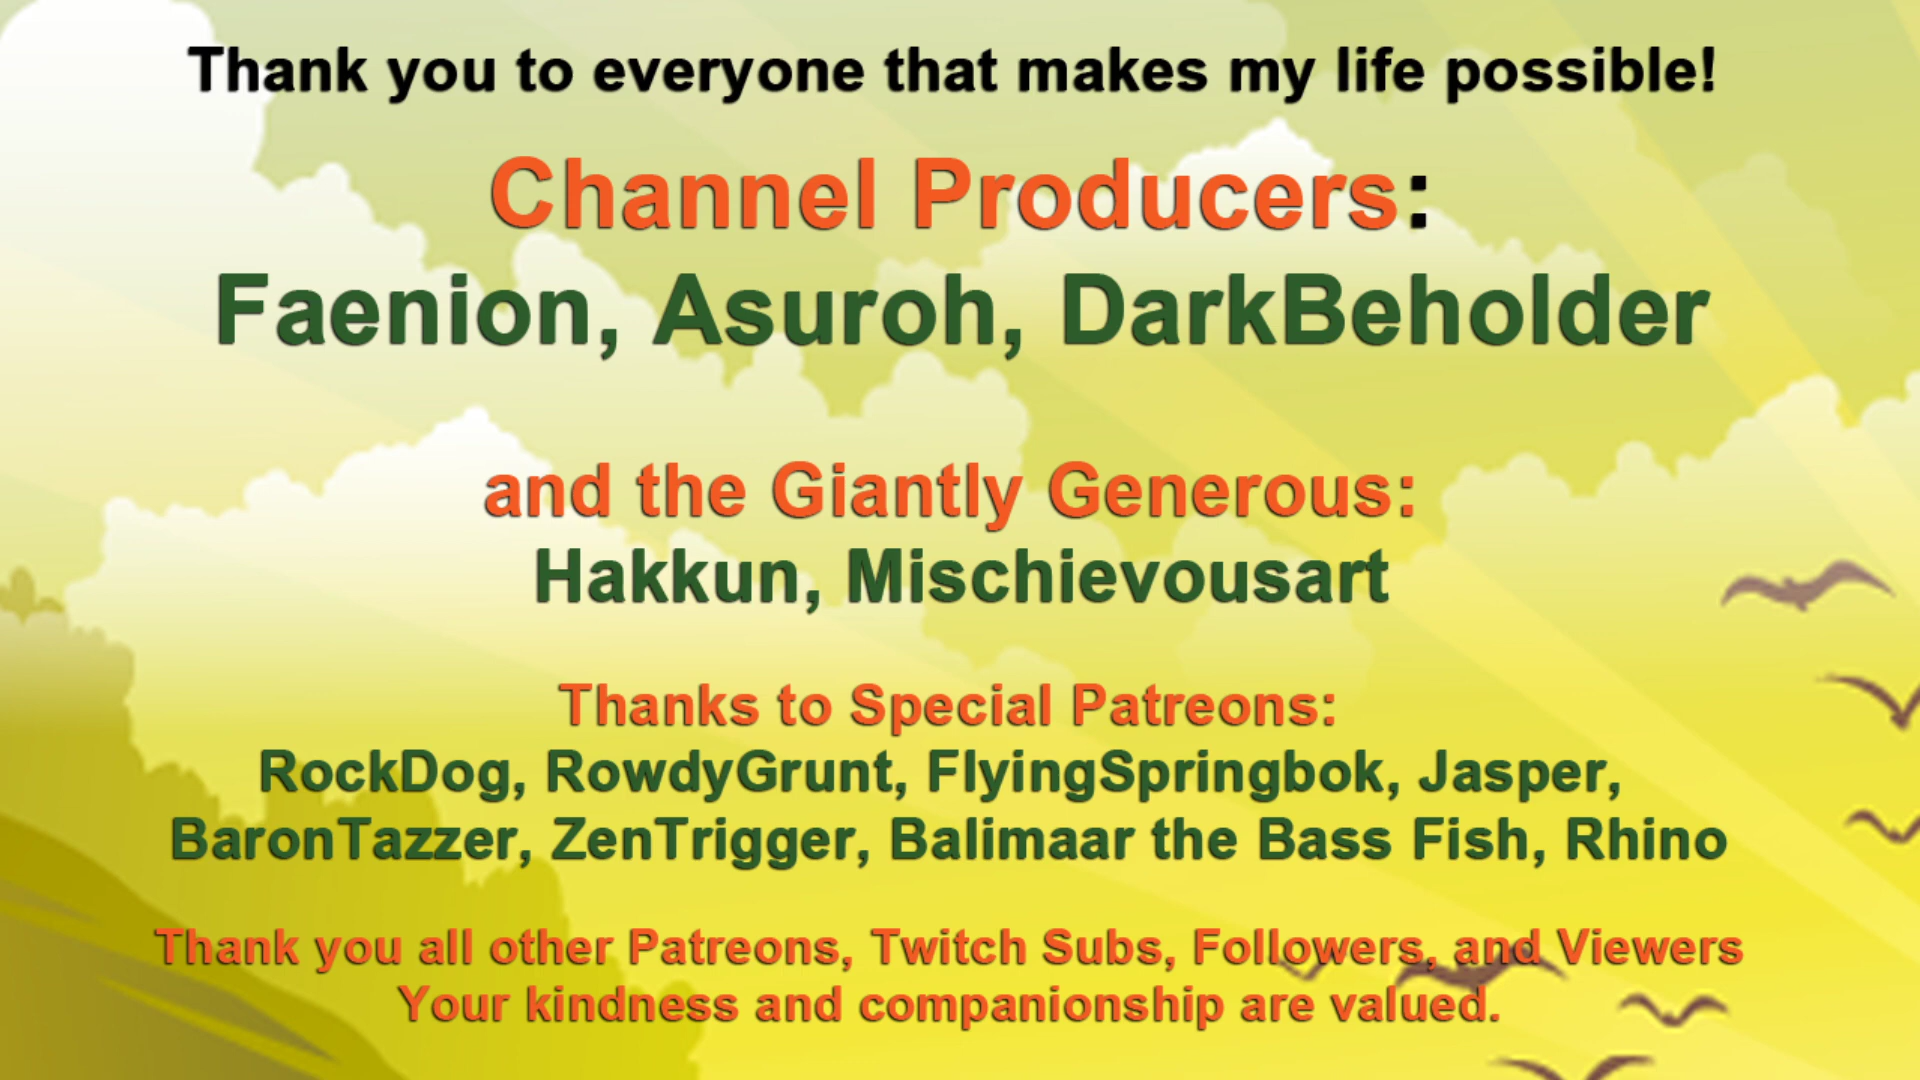 Thank you to everyone that makes my life possible!
Channel Producers:
Faenion, Asuroh, DarkBeholder
and the Giantly Generous:
Hakkun, Mischievousart
Thanks to Special Patreons:
RockDog, RowdyGrunt, FlyingSpringbok, Jasper,
BaronTazzer, ZenTrigger, Balimaar the Bass Fish, Rhino
Thank you all other Patreons, Twitch Subs, Followers, and Viewers
Your kindness and companionship are valued.